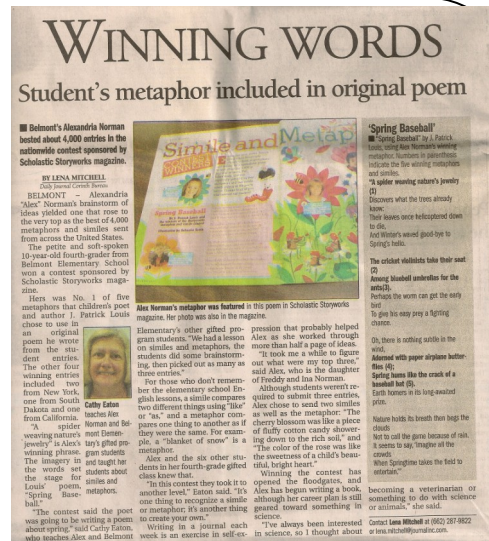 WINNING WORDS
Student's metaphor included in original poem
■ Belmont's Alexandria Norman
bested about 4,000 entries in the
nationwide contest sponsored by
Scholastic Storyworks magazine.
BY LENA MITCHELL
Daily Journal Corinth Bureau
BELMONT – Alexandria
"Alex" Norman's brainstorm of
ideas yielded one that rose to
the very top as the best of 4,000
metaphors and similes sent
from across the United States.
The petite and soft-spoken
10-year-old fourth-grader from
Belmont Elementary School
won a contest sponsored by
Scholastic Storyworks maga-
zine.
Hers was No. 1 of five
metaphors that children's poet
and author J. Patrick Louis
chose to use in
an original
poem he wrote
from the stu-
dent entries.
The other four
winning entries
included two
from New York,
one from South
Dakota and one
from California.
"A spider
weaving nature's
jewelry" is Alex's
winning phrase.
The imagery in
the words set
the stage for
Louis' poem,
"Spring Base-
ball."
"The contest said the poet
was going to be writing a poem
about spring," said Cathy Eaton,
who teaches Alex and Belmont
Simile and Metap
Spring Baseball
Alex Norman's metaphor was featured in this poem in Scholastic Storyworks
magazine. Her photo was also in the magazine.
Cathy Eaton
teaches Alex
Norman and Bel-
mont Elemen-
tary's gifted pro-
gram students
and taught her
students about
similes and
metaphors.
Elementary's other gifted pro-
gram students. "We had a lesson
on similes and metaphors, the
students did some brainstorm-
ing, then picked out as many as
three entries."
For those who don't remem-
ber the elementary school En-
glish lessons, a simile compares
two different things using "like"
or "as," and a metaphor com-
pares one thing to another as if
they were the same. For exam-
ple, a "blanket of snow" is a
metaphor.
Alex and the six other stu-
dents in her fourth-grade gifted
class knew that.
"In this contest they took it to
another level," Eaton said. "It's
one thing to recognize a simile
or metaphor; it's another thing
to create your own."
Writing in a journal each
week is an exercise in self-ex-
pression that probably helped
Alex as she worked through
more than half a page of ideas.
"It took me a while to figure
out what were my top three,"
said Alex, who is the daughter
of Freddy and Ina Norman.
Although students weren't re-
quired to submit three entries,
Alex chose to send two similes
as well as the metaphor: "The
cherry blossom was like a piece
of fluffy cotton candy shower-
ing down to the rich soil," and
"The color of the rose was like
the sweetness of a child's beau-
tiful, bright heart."
Winning the contest has
opened the floodgates, and
Alex has begun writing a book,
although her career plan is still
geared toward something in
science.
"I've always been interested
in science, so I thought about
'Spring Baseball'
■ "Spring Baseball" by J. Patrick
Louis, using Alex Norman's winning
metaphor. Numbers in parenthesis
indicate the five winning metaphors
and similes.
"A spider weaving nature's jewelry
(1)
Discovers what the trees already
know:
Their leaves once helicoptered down
to die,
And Winter waved good-bye to
Spring's hello.
The cricket violinists take their seat
(2)
Among bluebell umbrellas for the
ants(3).
Perhaps the worm can get the early
bird
To give his easy prey a fighting
chance.
Oh, there is nothing subtle in the
wind,
Adorned with paper airplane butter-
flies (4);
Spring hums like the crack of a
baseball hut (5).
Earth homers in its long-awaited
prize.
Nature holds its breath then begs the
clouds
Not to call the game because of rain.
It seems to say, 'Imagine all the
crowds
When Springtime takes the field to
entertain.'"
becoming a veterinarian or
something to do with science
or animals," she said.
Contact Lena Mitchell at (662) 287-9822
or lena.mitchell@journalinc.com.